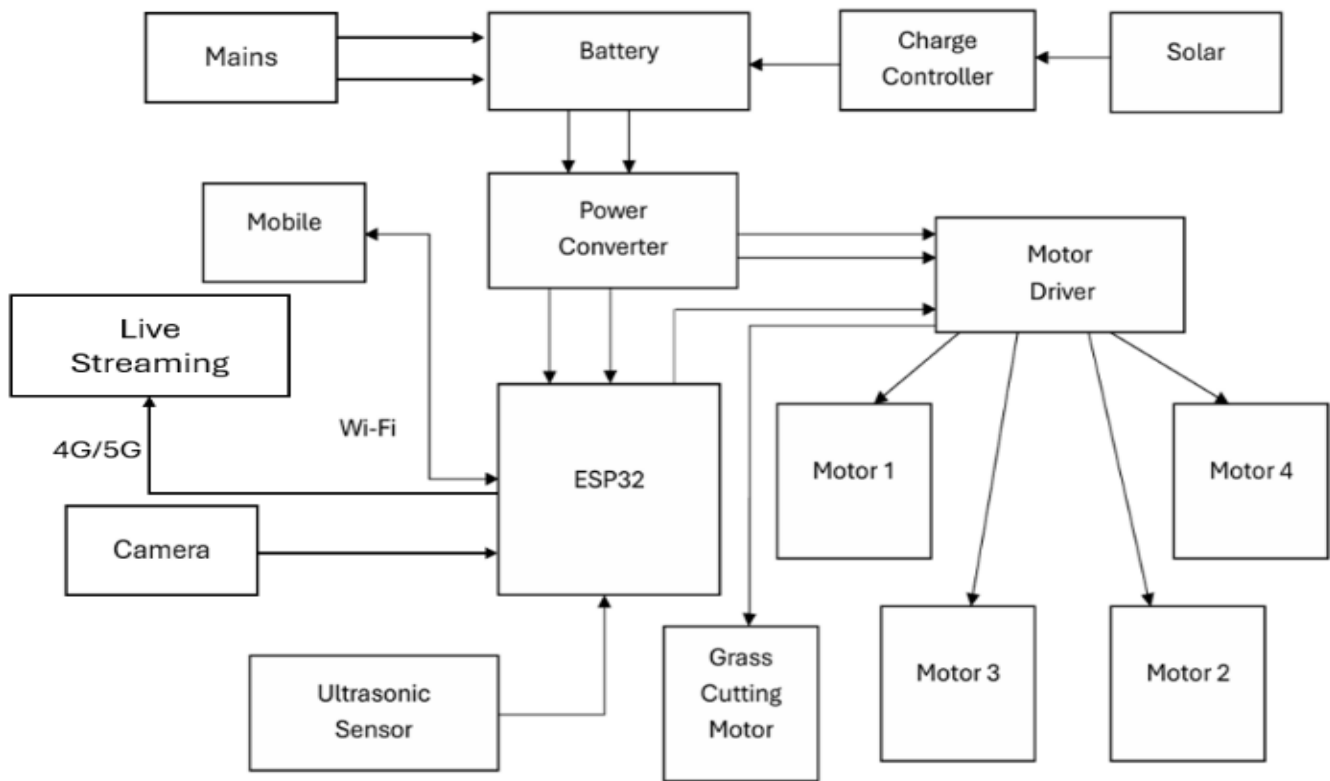 Mains
Battery
Charge
Controller
Solar
Mobile
Power
Converter
Motor
Driver
Live
Streaming
4G/5G
Wi-Fi
ESP32
Camera
Motor 1
Motor 4
Ultrasonic
Sensor
Grass
Cutting
Motor
Motor 3
Motor 2